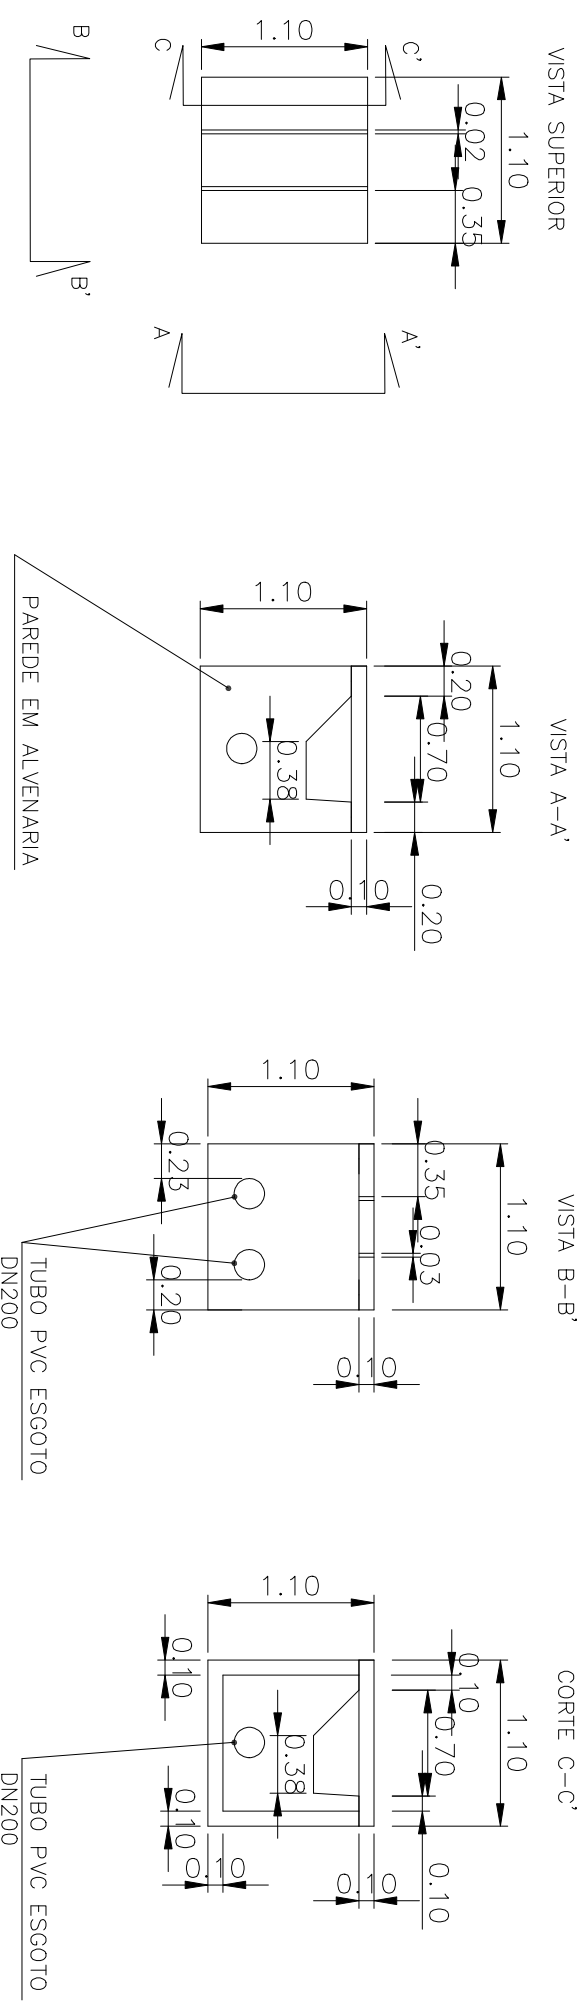 VISTA SUPERIOR
1.10
1.10
0.02
0.35
C
C'
B
B'
A
A'
VISTA A-A'
1.10
1.10
0.20
0.70
0.20
0.38
0.10
PAREDE EM ALVENARIA
VISTA B-B'
1.10
1.10
0.35
0.03
0.10
0.23
0.20
TUBO PVC ESGOTO
DN200
CORTE C-C'
1.10
1.10
0.10
0.70
0.10
0.38
0.10
0.10
0.10
0.10
TUBO PVC ESGOTO
DN200